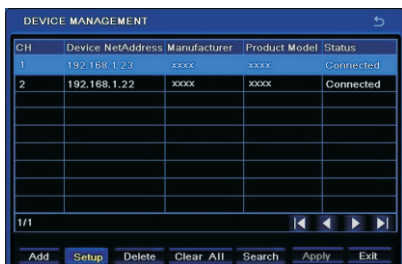 DEVICE MANAGEMENT
CH Device NetAddress Manufacturer Product Model Status
1 192.168.1.23 xxxx xxxx Connected
2 192.168.1.22 xxxx xxxx Connected
1/1
Add Setup Delete Clear All Search Apply Exit